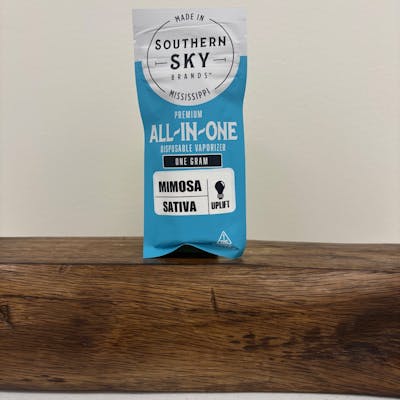 MADE IN
SOUTHERN
SKY
BRANDS
MISSISSIPPI
PREMIUM
ALL-IN-ONE
DISPOSABLE VAPORIZER
ONE GRAM
MIMOSA
SATIVA
UPLIFT